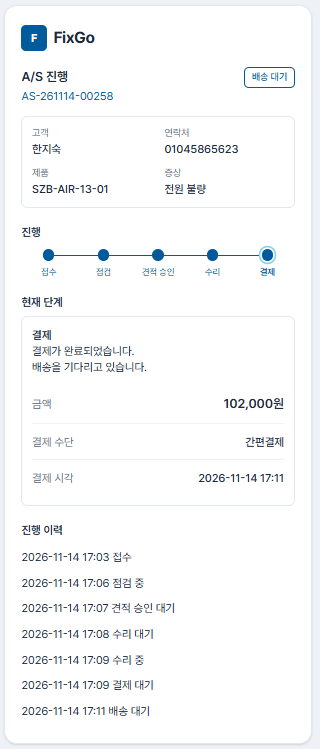 F FixGo
A/S 진행 배송 대기
AS-261114-00258
고객 연락처
한지숙 01045865623
제품 증상
SZB-AIR-13-01 전원 불량
진행
접수 점검 견적 승인 수리 결제
현재 단계
결제
결제가 완료되었습니다.
배송을 기다리고 있습니다.
금액 102,000원
결제 수단 간편결제
결제 시각 2026-11-14 17:11
진행 이력
2026-11-14 17:03 접수
2026-11-14 17:06 점검 중
2026-11-14 17:07 견적 승인 대기
2026-11-14 17:08 수리 대기
2026-11-14 17:09 수리 중
2026-11-14 17:09 결제 대기
2026-11-14 17:11 배송 대기